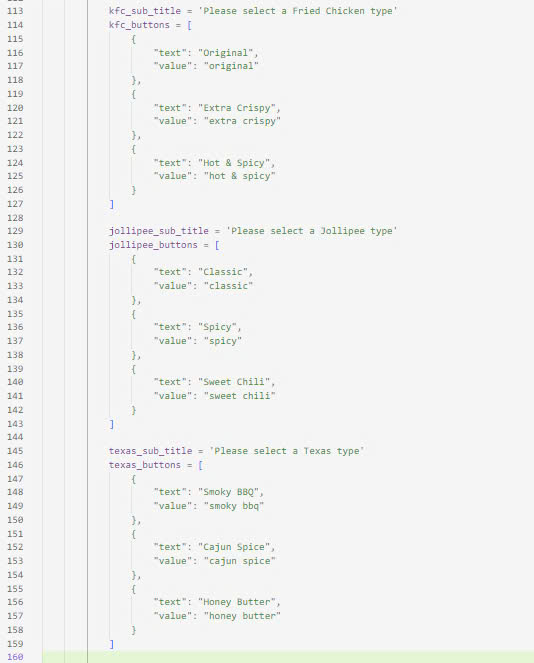 113 kfc_sub_title = 'Please select a Fried Chicken type'
114 kfc_buttons = [
115 {
116 "text": "Original",
117 "value": "original"
118 },
119 {
120 "text": "Extra Crispy",
121 "value": "extra crispy"
122 },
123 {
124 "text": "Hot & Spicy",
125 "value": "hot & spicy"
126 }
127 ]
128
129 jollipee_sub_title = 'Please select a Jollipee type'
130 jollipee_buttons = [
131 {
132 "text": "Classic",
133 "value": "classic"
134 },
135 {
136 "text": "Spicy",
137 "value": "spicy"
138 },
139 {
140 "text": "Sweet Chili",
141 "value": "sweet chili"
142 }
143 ]
144
145 texas_sub_title = 'Please select a Texas type'
146 texas_buttons = [
147 {
148 "text": "Smoky BBQ",
149 "value": "smoky bbq"
150 },
151 {
152 "text": "Cajun Spice",
153 "value": "cajun spice"
154 },
155 {
156 "text": "Honey Butter",
157 "value": "honey butter"
158 }
159 ]
160